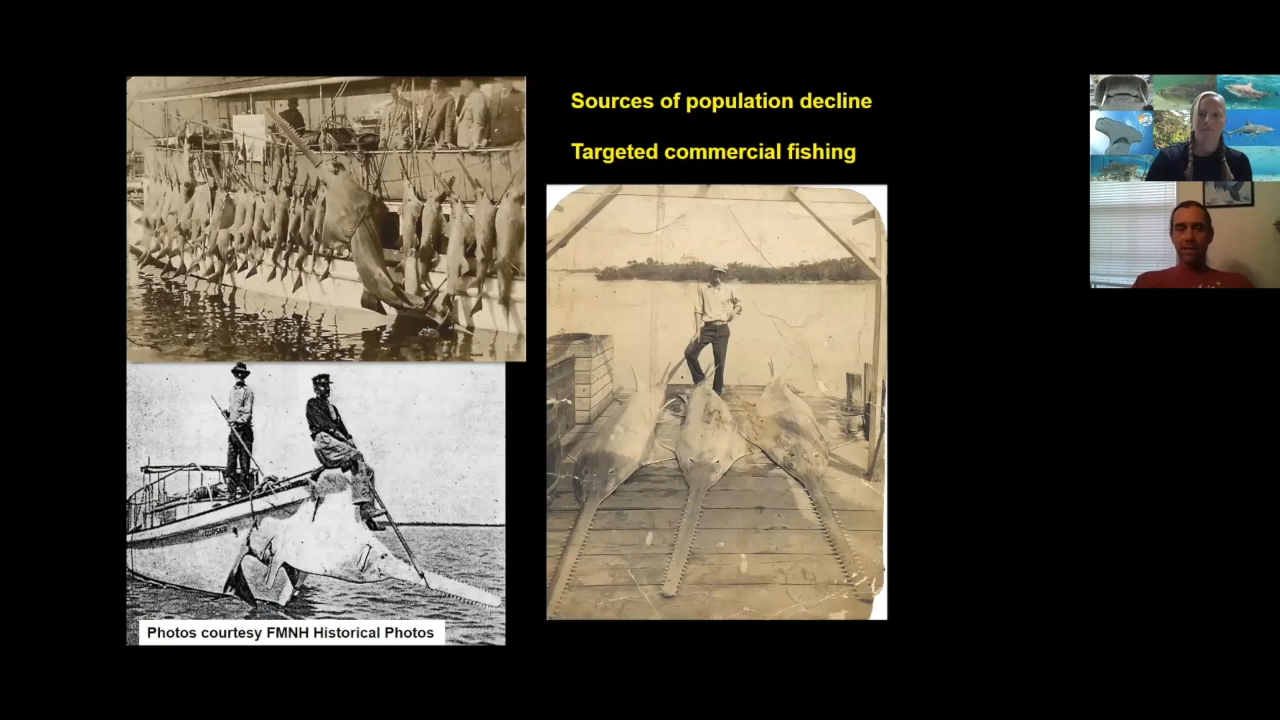 Sources of population decline
Targeted commercial fishing
Photos courtesy FMNH Historical Photos